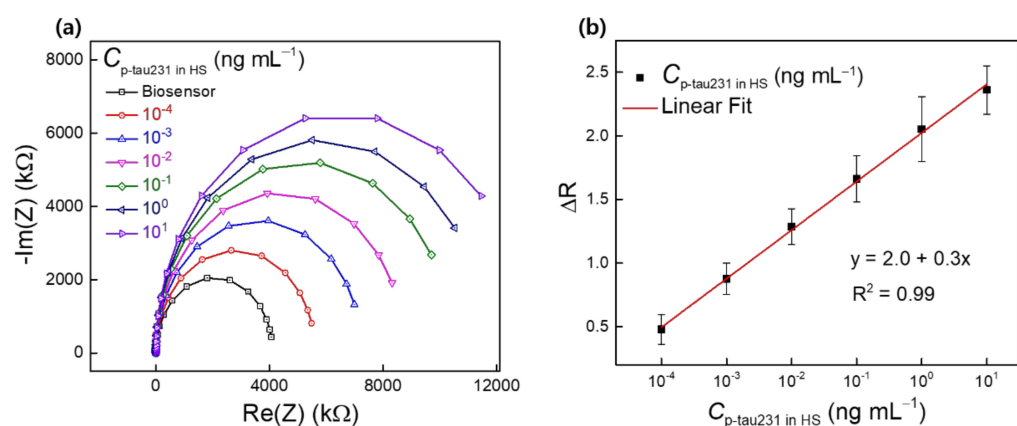 (a)
C p-tau231 in HS (ng mL⁻¹)
Biosensor
10⁻⁴
10⁻³
10⁻²
10⁻¹
10⁰
10¹
8000
6000
4000
2000
0
-Im(Z) (kΩ)
0 4000 8000 12000
Re(Z) (kΩ)
(b)
C p-tau231 in HS (ng mL⁻¹)
Linear Fit
2.5
2.0
1.5
1.0
0.5
ΔR
y = 2.0 + 0.3x
R² = 0.99
10⁻⁴ 10⁻³ 10⁻² 10⁻¹ 10⁰ 10¹
C p-tau231 in HS (ng mL⁻¹)